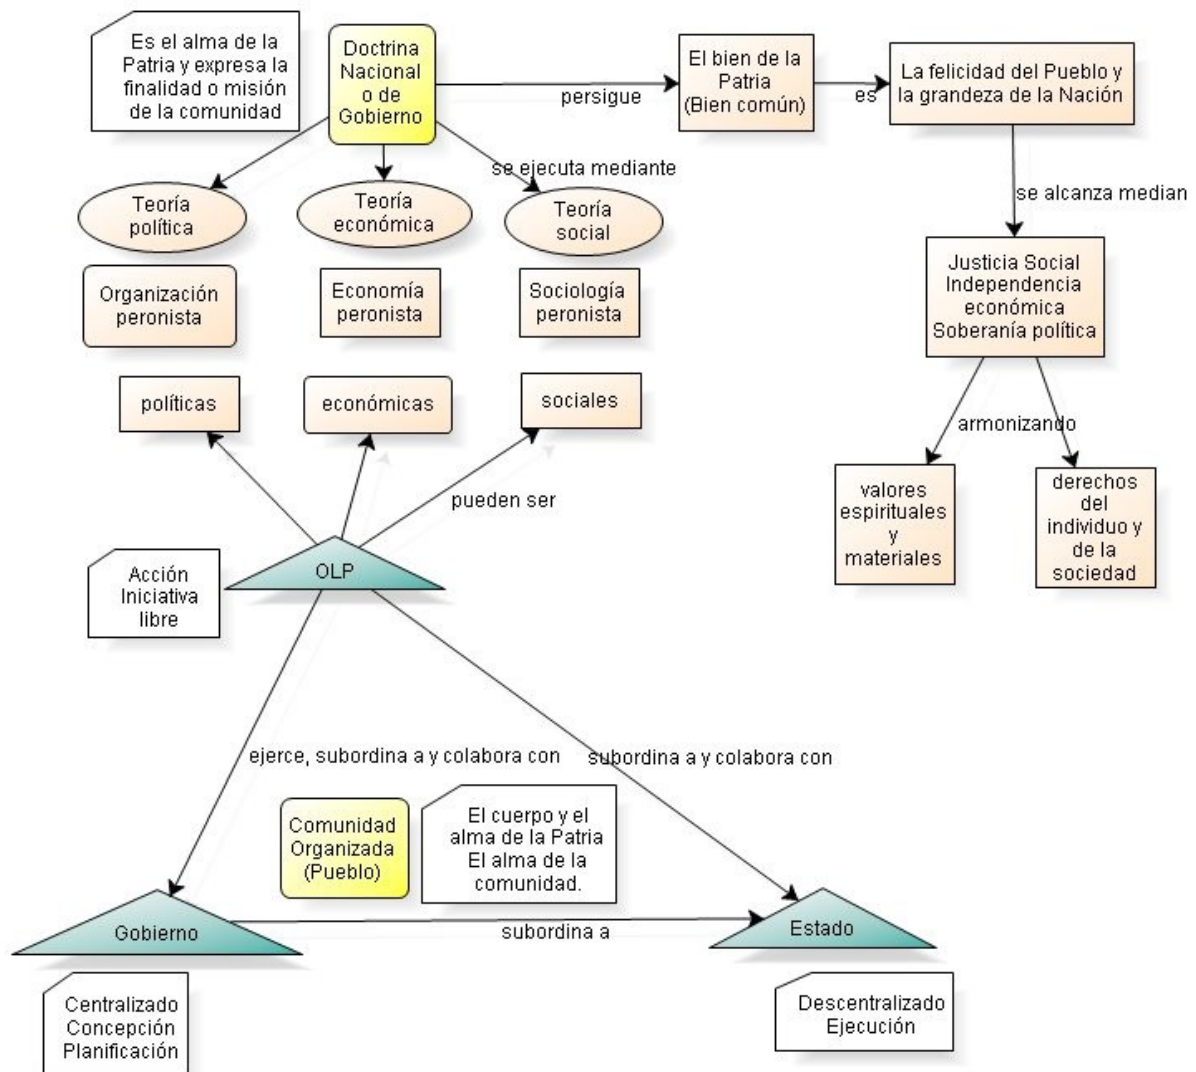 Es el alma de la
Patria y expresa la
finalidad o misión
de la comunidad
Doctrina
Nacional
o de
Gobierno
persigue
El bien de la
Patria
(Bien común)
es
La felicidad del Pueblo y
la grandeza de la Nación
se ejecuta mediante
Teoría
política
Teoría
económica
Teoría
social
se alcanza median
Organización
peronista
Economía
peronista
Sociología
peronista
Justicia Social
Independencia
económica
Soberanía política
políticas
económicas
sociales
armonizando
valores
espirituales
y
materiales
derechos
del
individuo y
de la
sociedad
pueden ser
OLP
Acción
Iniciativa
libre
ejerce, subordina a y colabora con
subordina a y colabora con
Comunidad
Organizada
(Pueblo)
El cuerpo y el
alma de la Patria
El alma de la
comunidad.
Gobierno
subordina a
Estado
Centralizado
Concepción
Planificación
Descentralizado
Ejecución